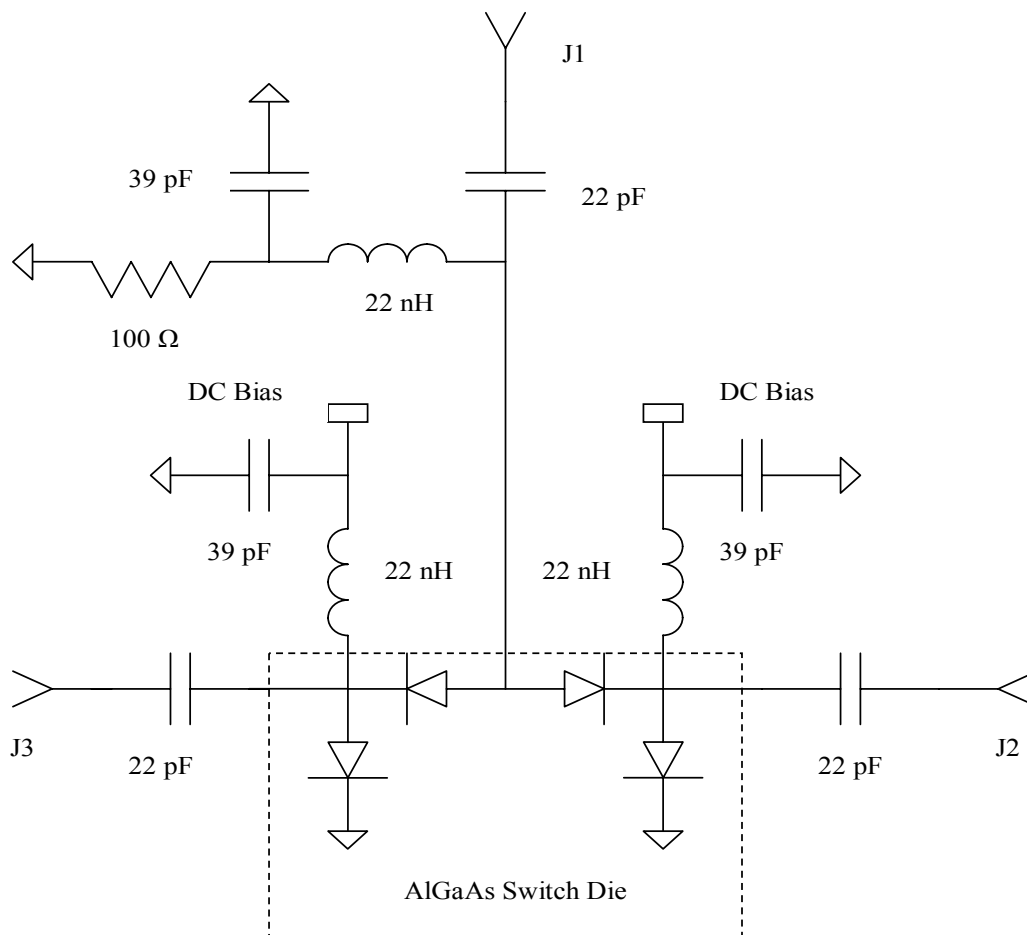 J1
39 pF
22 pF
22 nH
100 Ω
DC Bias
DC Bias
39 pF
22 nH
22 nH
39 pF
J3
J2
22 pF
22 pF
AlGaAs Switch Die